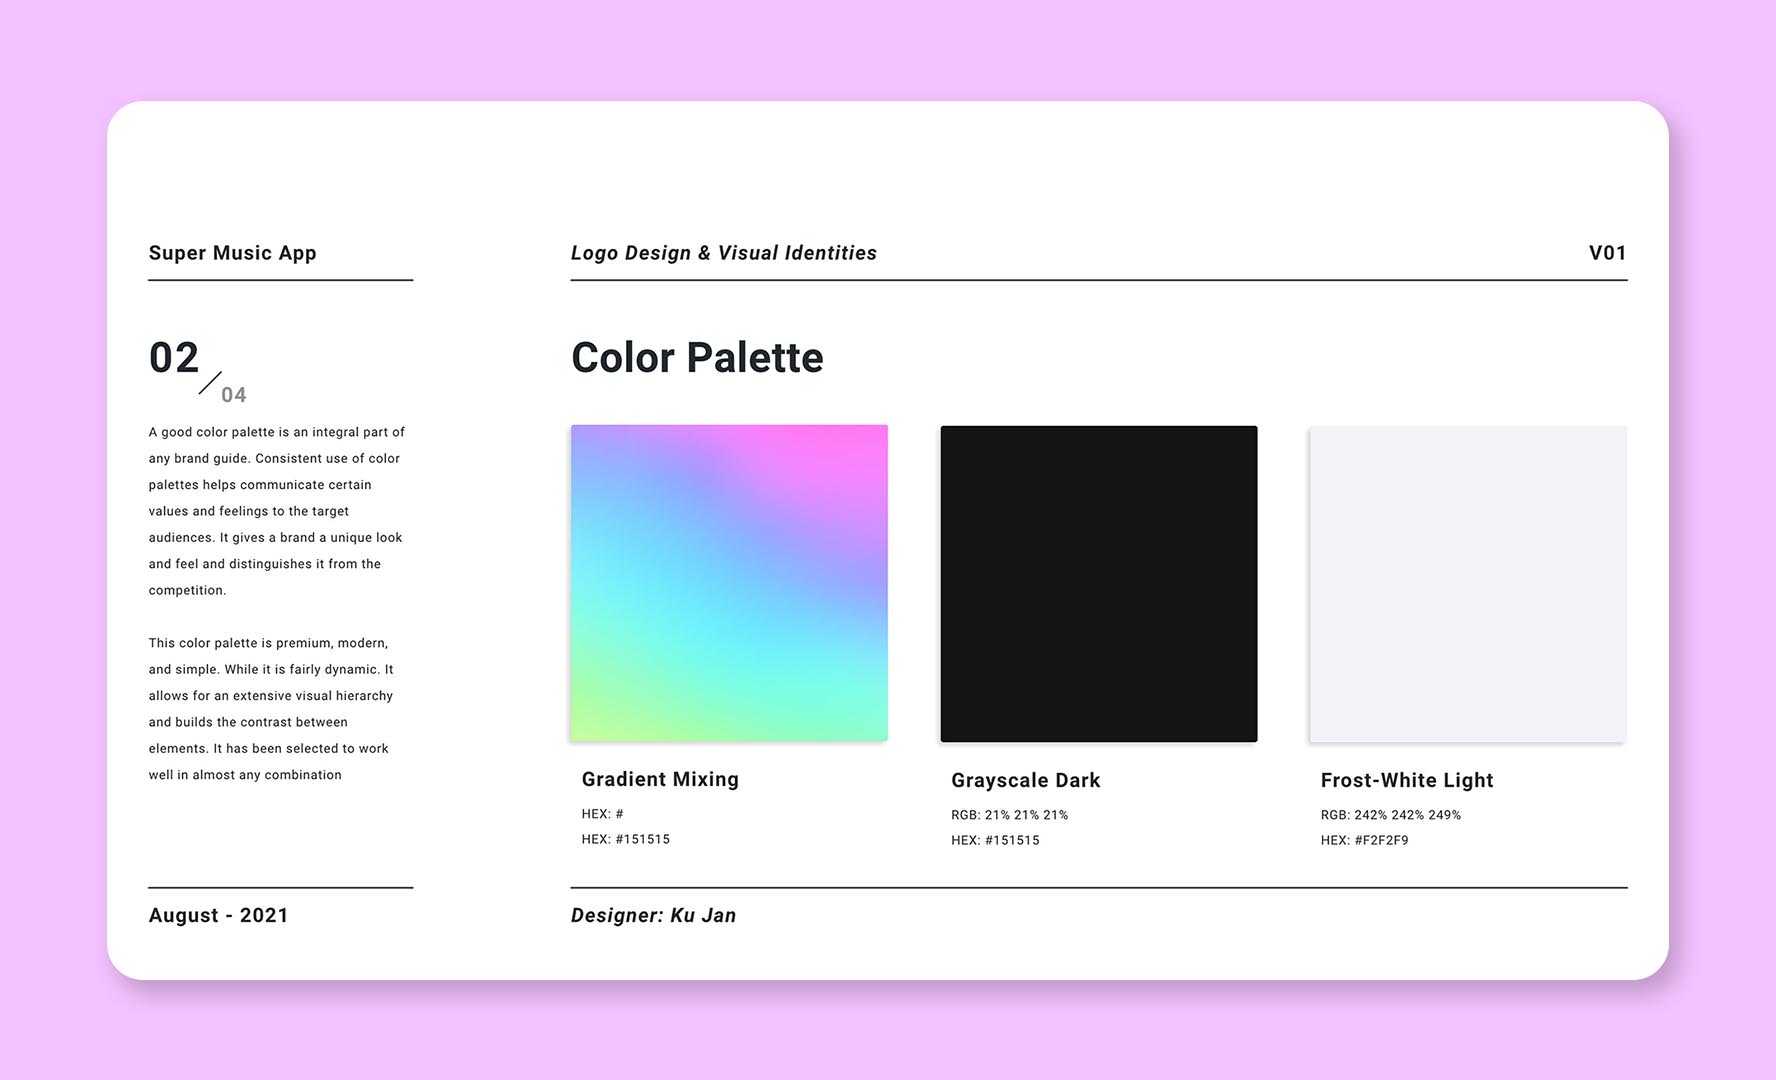 Super Music App
Logo Design & Visual Identities
V01
02
04
A good color palette is an integral part of
any brand guide. Consistent use of color
palettes helps communicate certain
values and feelings to the target
audiences. It gives a brand a unique look
and feel and distinguishes it from the
competition.
This color palette is premium, modern,
and simple. While it is fairly dynamic. It
allows for an extensive visual hierarchy
and builds the contrast between
elements. It has been selected to work
well in almost any combination
Color Palette
Gradient Mixing
HEX: #
HEX: #151515
Grayscale Dark
RGB: 21% 21% 21%
HEX: #151515
Frost-White Light
RGB: 242% 242% 249%
HEX: #F2F2F9
August - 2021
Designer: Ku Jan